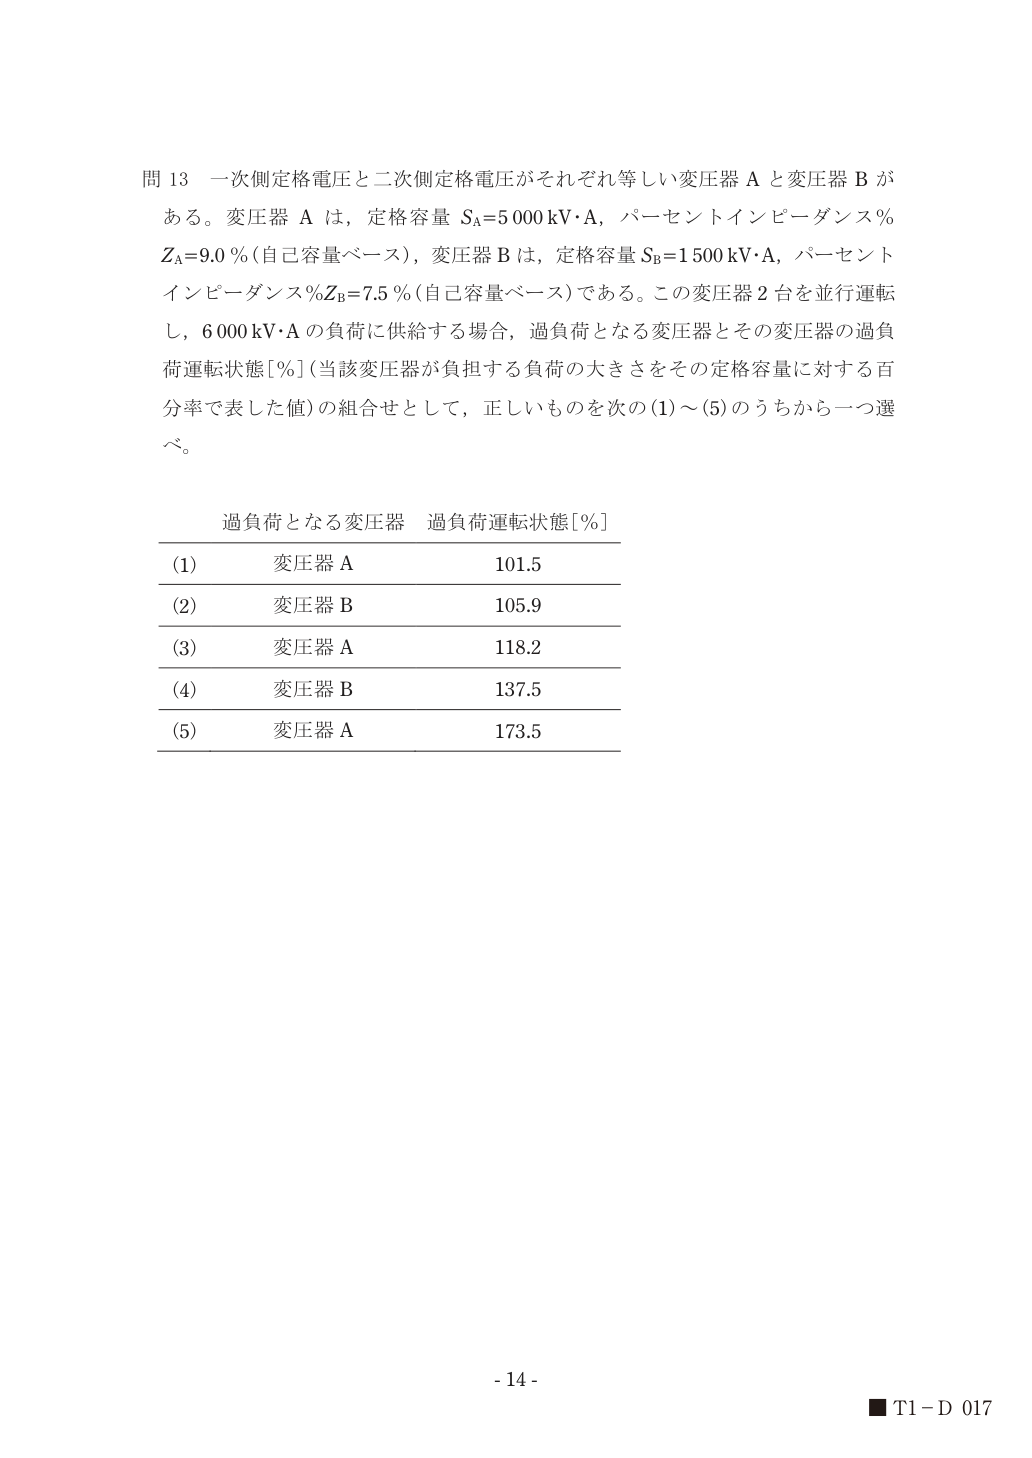 問 13　一次側定格電圧と二次側定格電圧がそれぞれ等しい変圧器 A と変圧器 B が
ある。変圧器 A は，定格容量 SA=5 000 kV･A，パーセントインピーダンス%
ZA=9.0 %(自己容量ベース)，変圧器 B は，定格容量 SB=1 500 kV･A，パーセント
インピーダンス%ZB=7.5 %(自己容量ベース)である。この変圧器 2 台を並行運転
し，6 000 kV･A の負荷に供給する場合，過負荷となる変圧器とその変圧器の過負
荷運転状態[%](当該変圧器が負担する負荷の大きさをその定格容量に対する百
分率で表した値)の組合せとして，正しいものを次の(1)～(5)のうちから一つ選
べ。
過負荷となる変圧器　過負荷運転状態[%]
(1)　変圧器 A　101.5
(2)　変圧器 B　105.9
(3)　変圧器 A　118.2
(4)　変圧器 B　137.5
(5)　変圧器 A　173.5
- 14 -
■ T1－D 017